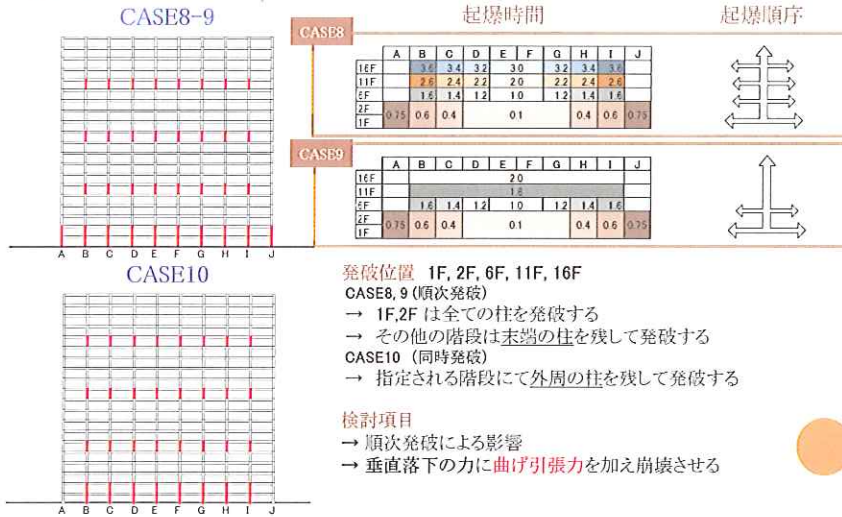 CASE8-9
起爆時間
起爆順序
CASE8
A B C D E F G H I J
16F 3.6 3.4 3.2 3.0 3.2 3.4 3.6
11F 2.6 2.4 2.2 2.0 2.2 2.4 2.6
6F 1.6 1.4 1.2 1.0 1.2 1.4 1.6
2F 0.75 0.6 0.4 0.1 0.4 0.6 0.75
1F
CASE9
A B C D E F G H I J
16F 2.0
11F 1.6
6F 1.6 1.4 1.2 1.0 1.2 1.4 1.6
2F 0.75 0.6 0.4 0.1 0.4 0.6 0.75
1F
A B C D E F G H I J
CASE10
発破位置 1F, 2F, 6F, 11F, 16F
CASE8, 9 (順次発破)
→ 1F,2F は全ての柱を発破する
→ その他の階段は末端の柱を残して発破する
CASE10 (同時発破)
→ 指定される階段にて外周の柱を残して発破する
検討項目
→ 順次発破による影響
→ 垂直落下の力に曲げ引張力を加え崩壊させる
A B C D E F G H I J